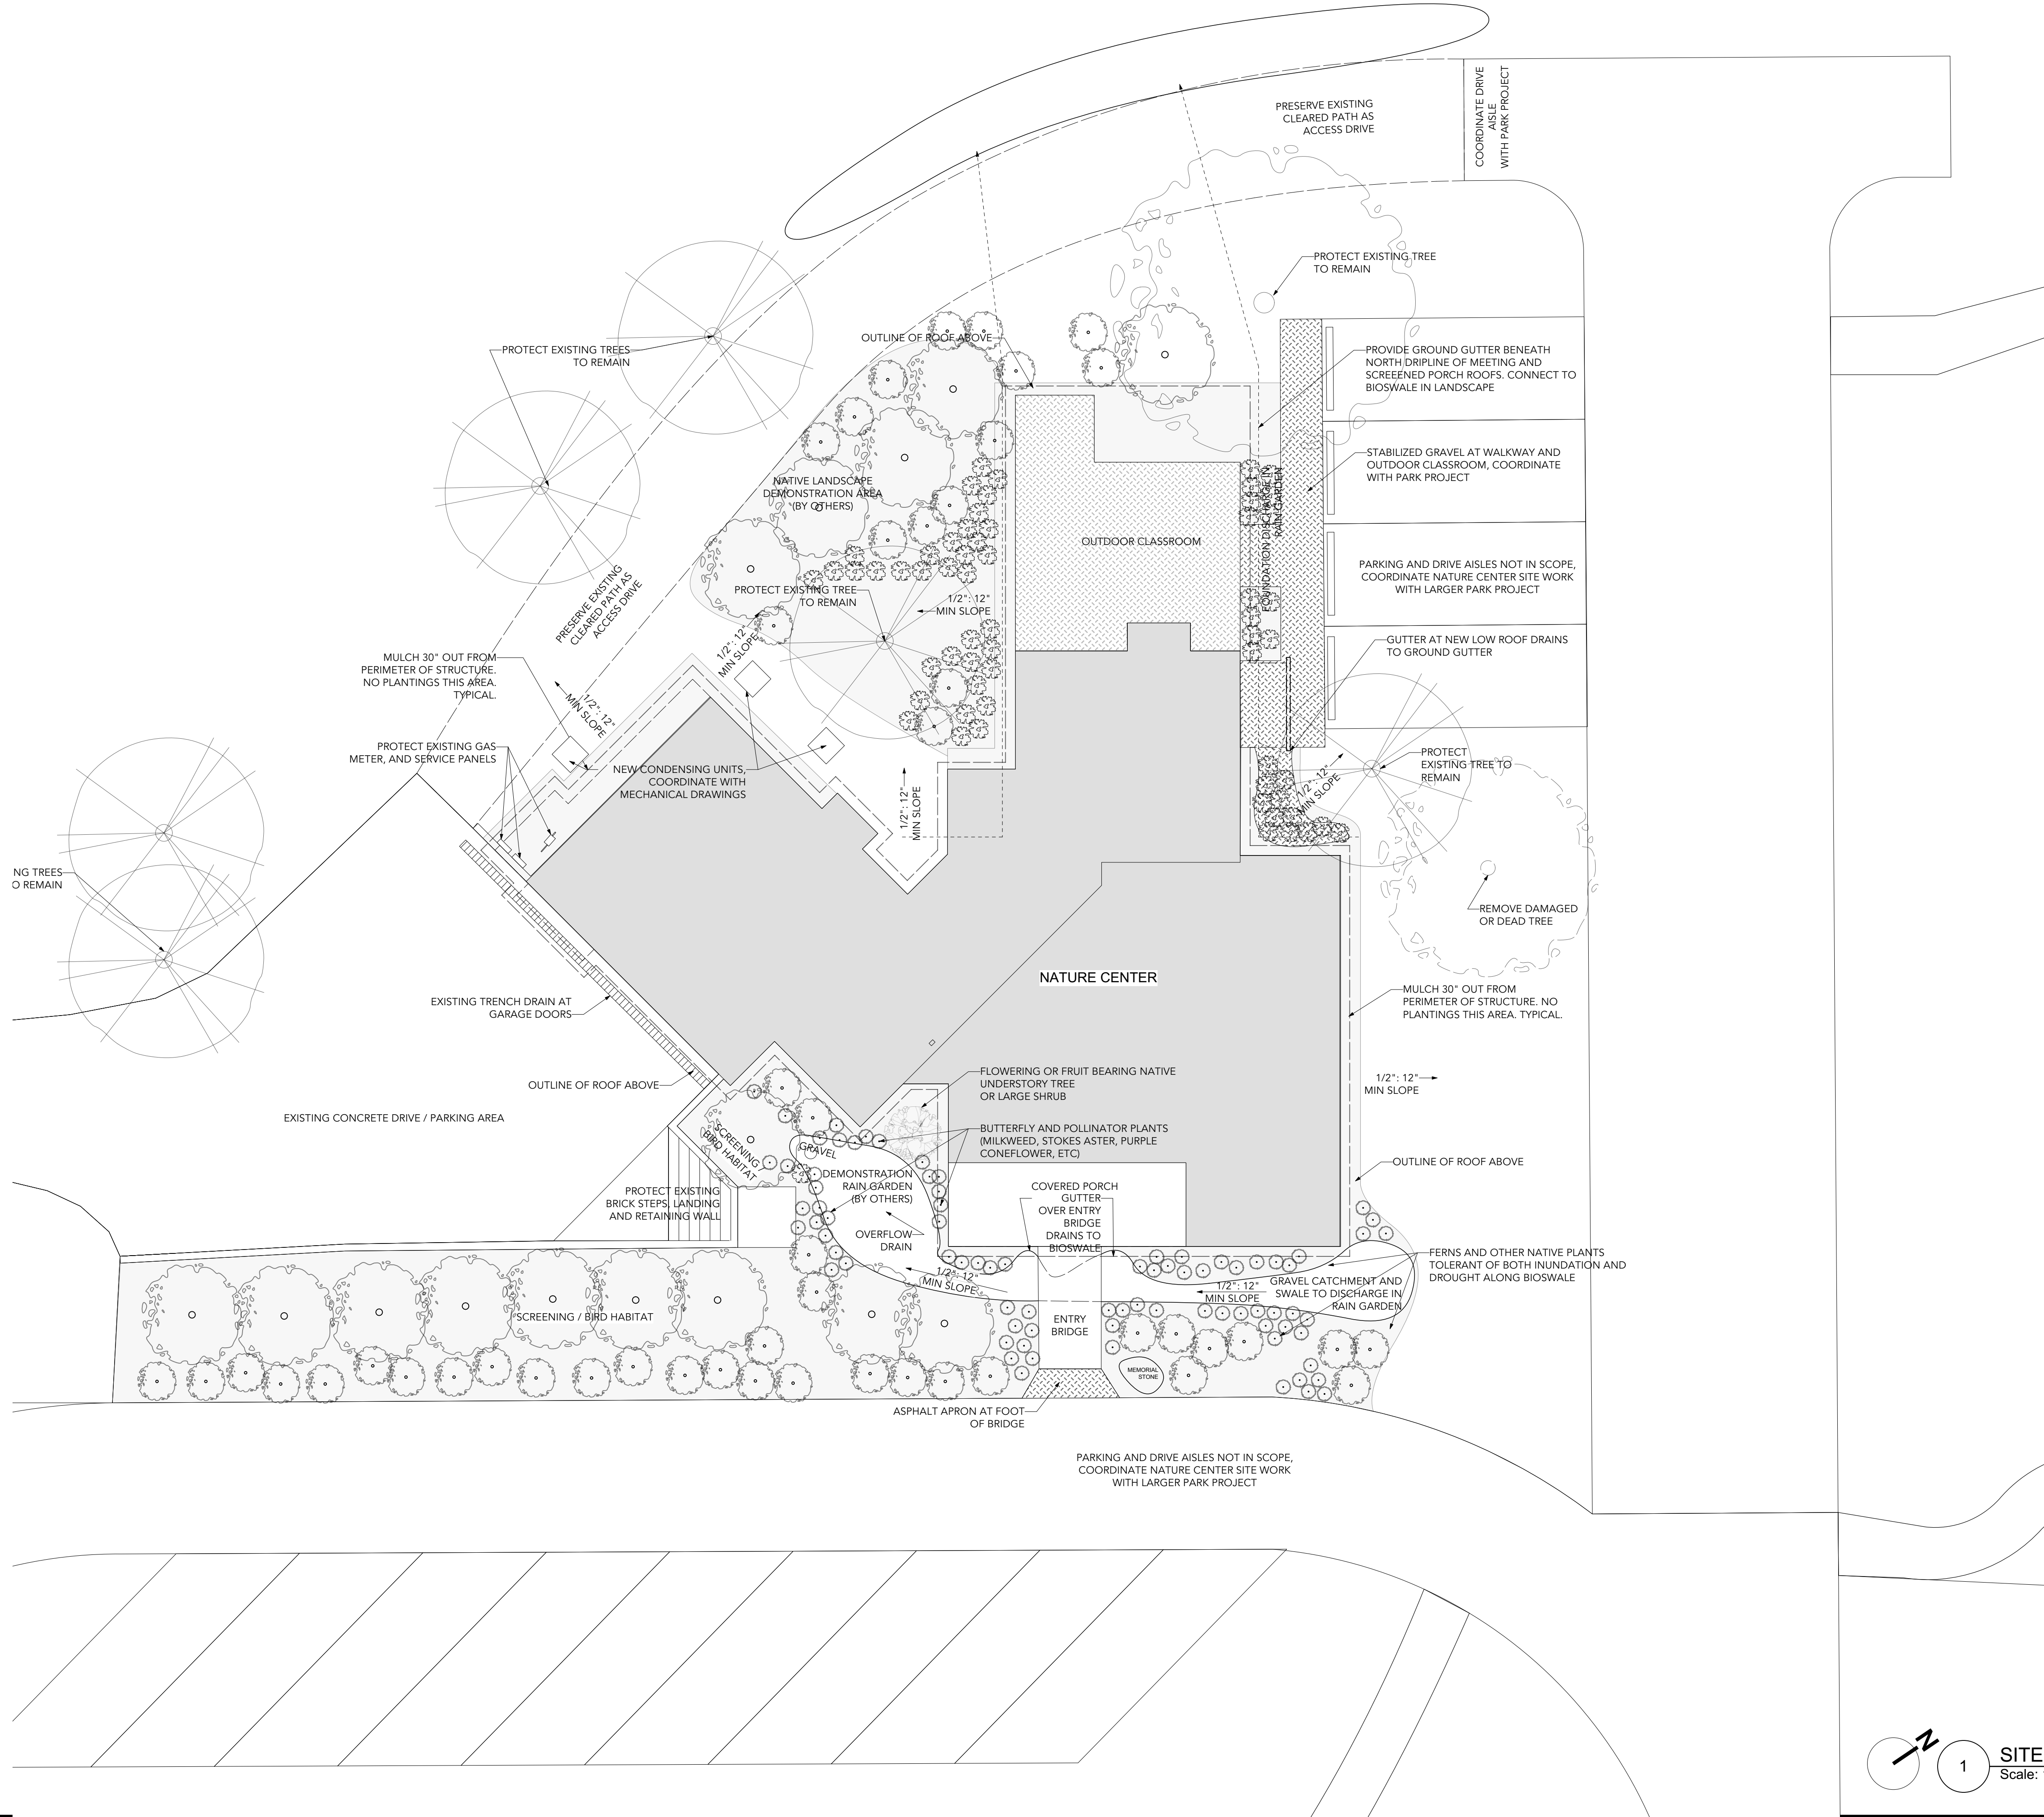 COORDINATE DRIVE
AISLE
WITH PARK PROJECT
PRESERVE EXISTING
CLEARED PATH AS
ACCESS DRIVE
PROTECT EXISTING TREE
TO REMAIN
OUTLINE OF ROOF ABOVE
PROTECT EXISTING TREES
TO REMAIN
PROVIDE GROUND GUTTER BENEATH
NORTH DRIPLINE OF MEETING AND
SCREEENED PORCH ROOFS. CONNECT TO
BIOSWALE IN LANDSCAPE
STABILIZED GRAVEL AT WALKWAY AND
OUTDOOR CLASSROOM, COORDINATE
WITH PARK PROJECT
NATIVE LANDSCAPE
DEMONSTRATION AREA
(BY OTHERS)
FOUNDATION DISCHARGE IN
RAIN GARDEN
OUTDOOR CLASSROOM
PARKING AND DRIVE AISLES NOT IN SCOPE,
COORDINATE NATURE CENTER SITE WORK
WITH LARGER PARK PROJECT
PRESERVE EXISTING
CLEARED PATH AS
ACCESS DRIVE
PROTECT EXISTING TREE
TO REMAIN
1/2": 12"
MIN SLOPE
1/2": 12"
MIN SLOPE
GUTTER AT NEW LOW ROOF DRAINS
TO GROUND GUTTER
MULCH 30" OUT FROM
PERIMETER OF STRUCTURE.
NO PLANTINGS THIS AREA.
TYPICAL.
1/2": 12"
MIN SLOPE
PROTECT EXISTING GAS
METER, AND SERVICE PANELS
NEW CONDENSING UNITS,
COORDINATE WITH
MECHANICAL DRAWINGS
1/2": 12"
MIN SLOPE
1/2": 12"
MIN SLOPE
PROTECT
EXISTING TREE TO
REMAIN
NG TREES
O REMAIN
REMOVE DAMAGED
OR DEAD TREE
NATURE CENTER
EXISTING TRENCH DRAIN AT
GARAGE DOORS
MULCH 30" OUT FROM
PERIMETER OF STRUCTURE. NO
PLANTINGS THIS AREA. TYPICAL.
OUTLINE OF ROOF ABOVE
FLOWERING OR FRUIT BEARING NATIVE
UNDERSTORY TREE
OR LARGE SHRUB
1/2": 12"
MIN SLOPE
EXISTING CONCRETE DRIVE / PARKING AREA
SCREENING
BIRD HABITAT
GRAVEL
BUTTERFLY AND POLLINATOR PLANTS
(MILKWEED, STOKES ASTER, PURPLE
CONEFLOWER, ETC)
OUTLINE OF ROOF ABOVE
DEMONSTRATION
RAIN GARDEN
(BY OTHERS)
PROTECT EXISTING
BRICK STEPS, LANDING
AND RETAINING WALL
COVERED PORCH
GUTTER
OVER ENTRY
BRIDGE
DRAINS TO
BIOSWALE
OVERFLOW
DRAIN
FERNS AND OTHER NATIVE PLANTS
TOLERANT OF BOTH INUNDATION AND
DROUGHT ALONG BIOSWALE
1/2": 12"
MIN SLOPE
1/2": 12"
MIN SLOPE
GRAVEL CATCHMENT AND
SWALE TO DISCHARGE IN
RAIN GARDEN
SCREENING / BIRD HABITAT
ENTRY
BRIDGE
MEMORIAL
STONE
ASPHALT APRON AT FOOT
OF BRIDGE
PARKING AND DRIVE AISLES NOT IN SCOPE,
COORDINATE NATURE CENTER SITE WORK
WITH LARGER PARK PROJECT
N
1
SITE
Scale: